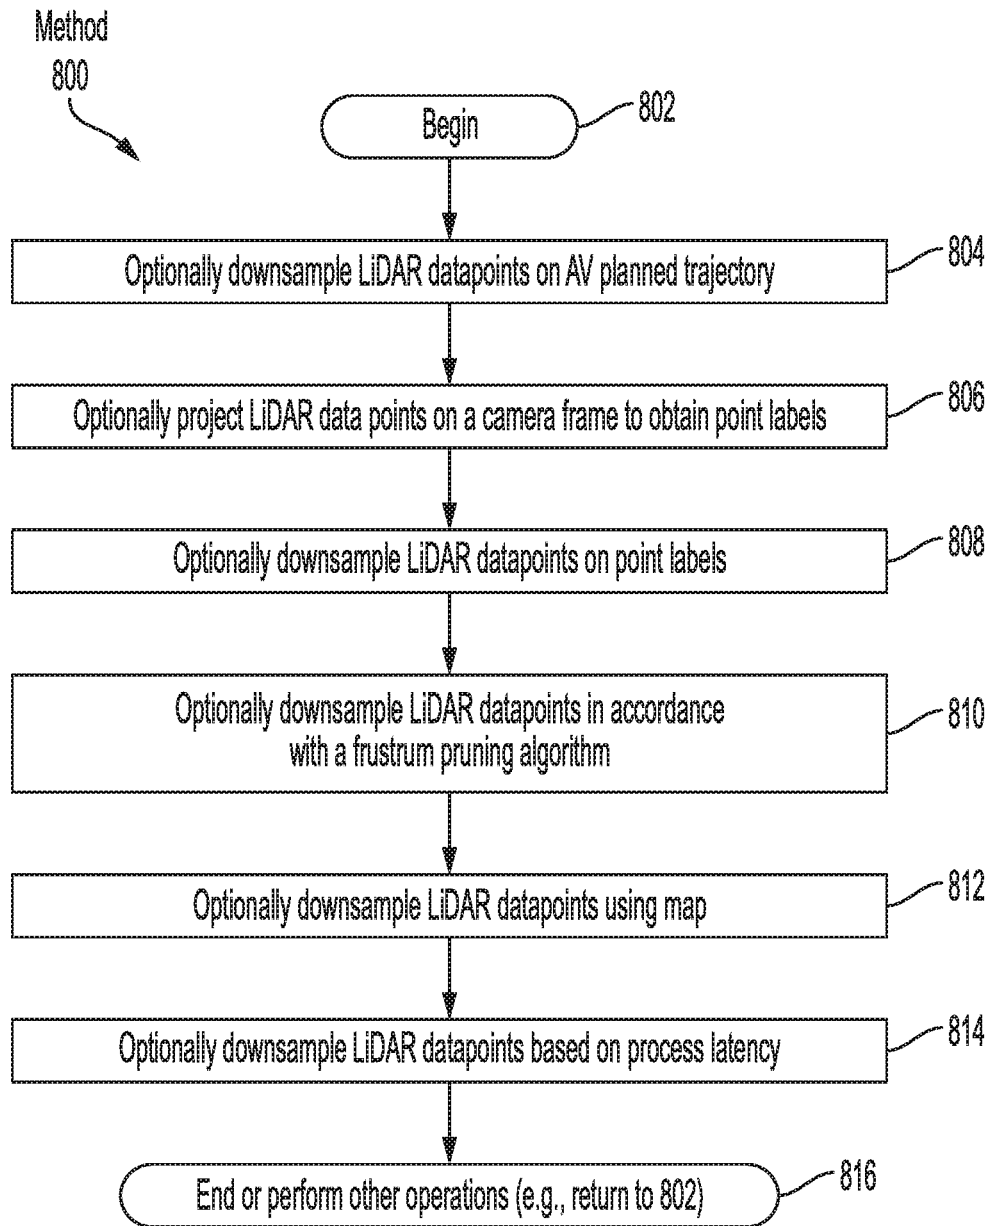 Method
800
Begin
802
Optionally downsample LiDAR datapoints on AV planned trajectory
804
Optionally project LiDAR data points on a camera frame to obtain point labels
806
Optionally downsample LiDAR datapoints on point labels
808
Optionally downsample LiDAR datapoints in accordance
with a frustrum pruning algorithm
810
Optionally downsample LiDAR datapoints using map
812
Optionally downsample LiDAR datapoints based on process latency
814
End or perform other operations (e.g., return to 802)
816